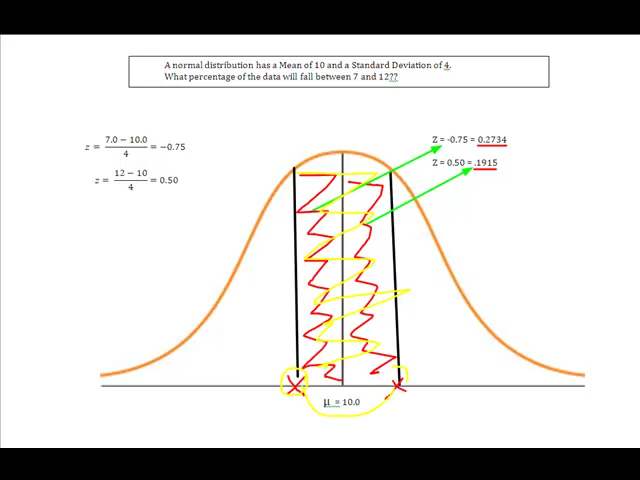 A normal distribution has a Mean of 10 and a Standard Deviation of 4.
What percentage of the data will fall between 7 and 12??
z = (7.0 − 10.0)/4 = −0.75
z = (12 − 10)/4 = 0.50
Z = -0.75 = 0.2734
Z = 0.50 = .1915
X X
μ = 10.0